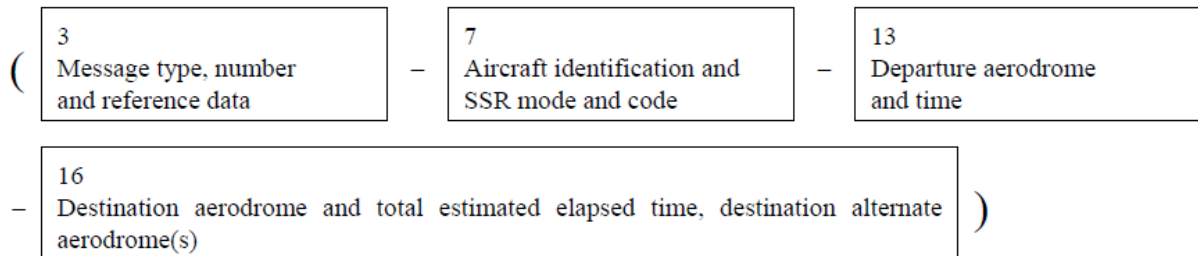 ( 3 – 7 – 13
Message type, number Aircraft identification and Departure aerodrome
and reference data SSR mode and code and time
– 16
Destination aerodrome and total estimated elapsed time, destination alternate )
aerodrome(s)